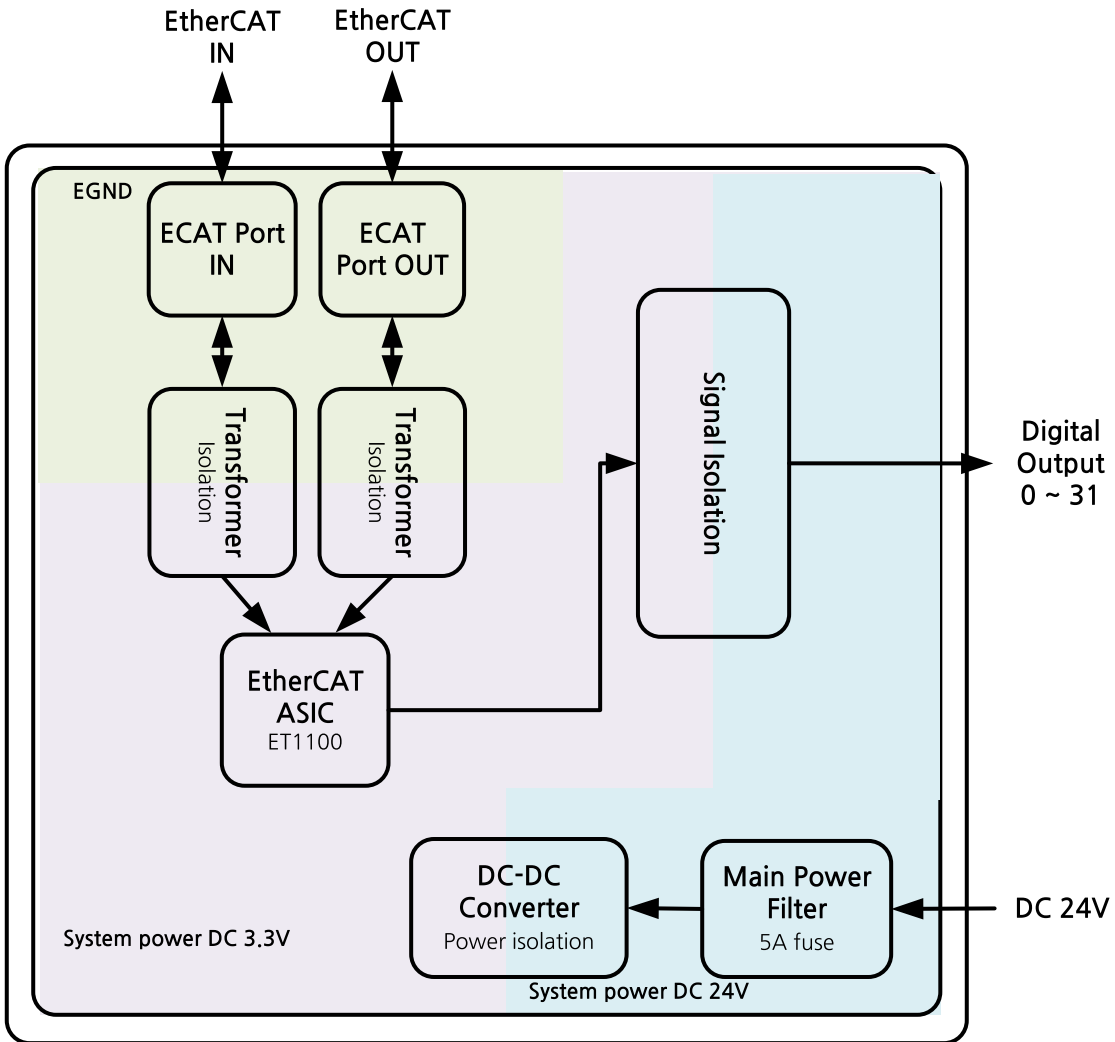 EtherCAT
IN
EtherCAT
OUT
EGND
ECAT Port
IN
ECAT
Port OUT
Transformer
Isolation
Transformer
Isolation
Signal Isolation
Digital
Output
0 ~ 31
EtherCAT
ASIC
ET1100
DC-DC
Converter
Power isolation
Main Power
Filter
5A fuse
DC 24V
System power DC 3.3V
System power DC 24V